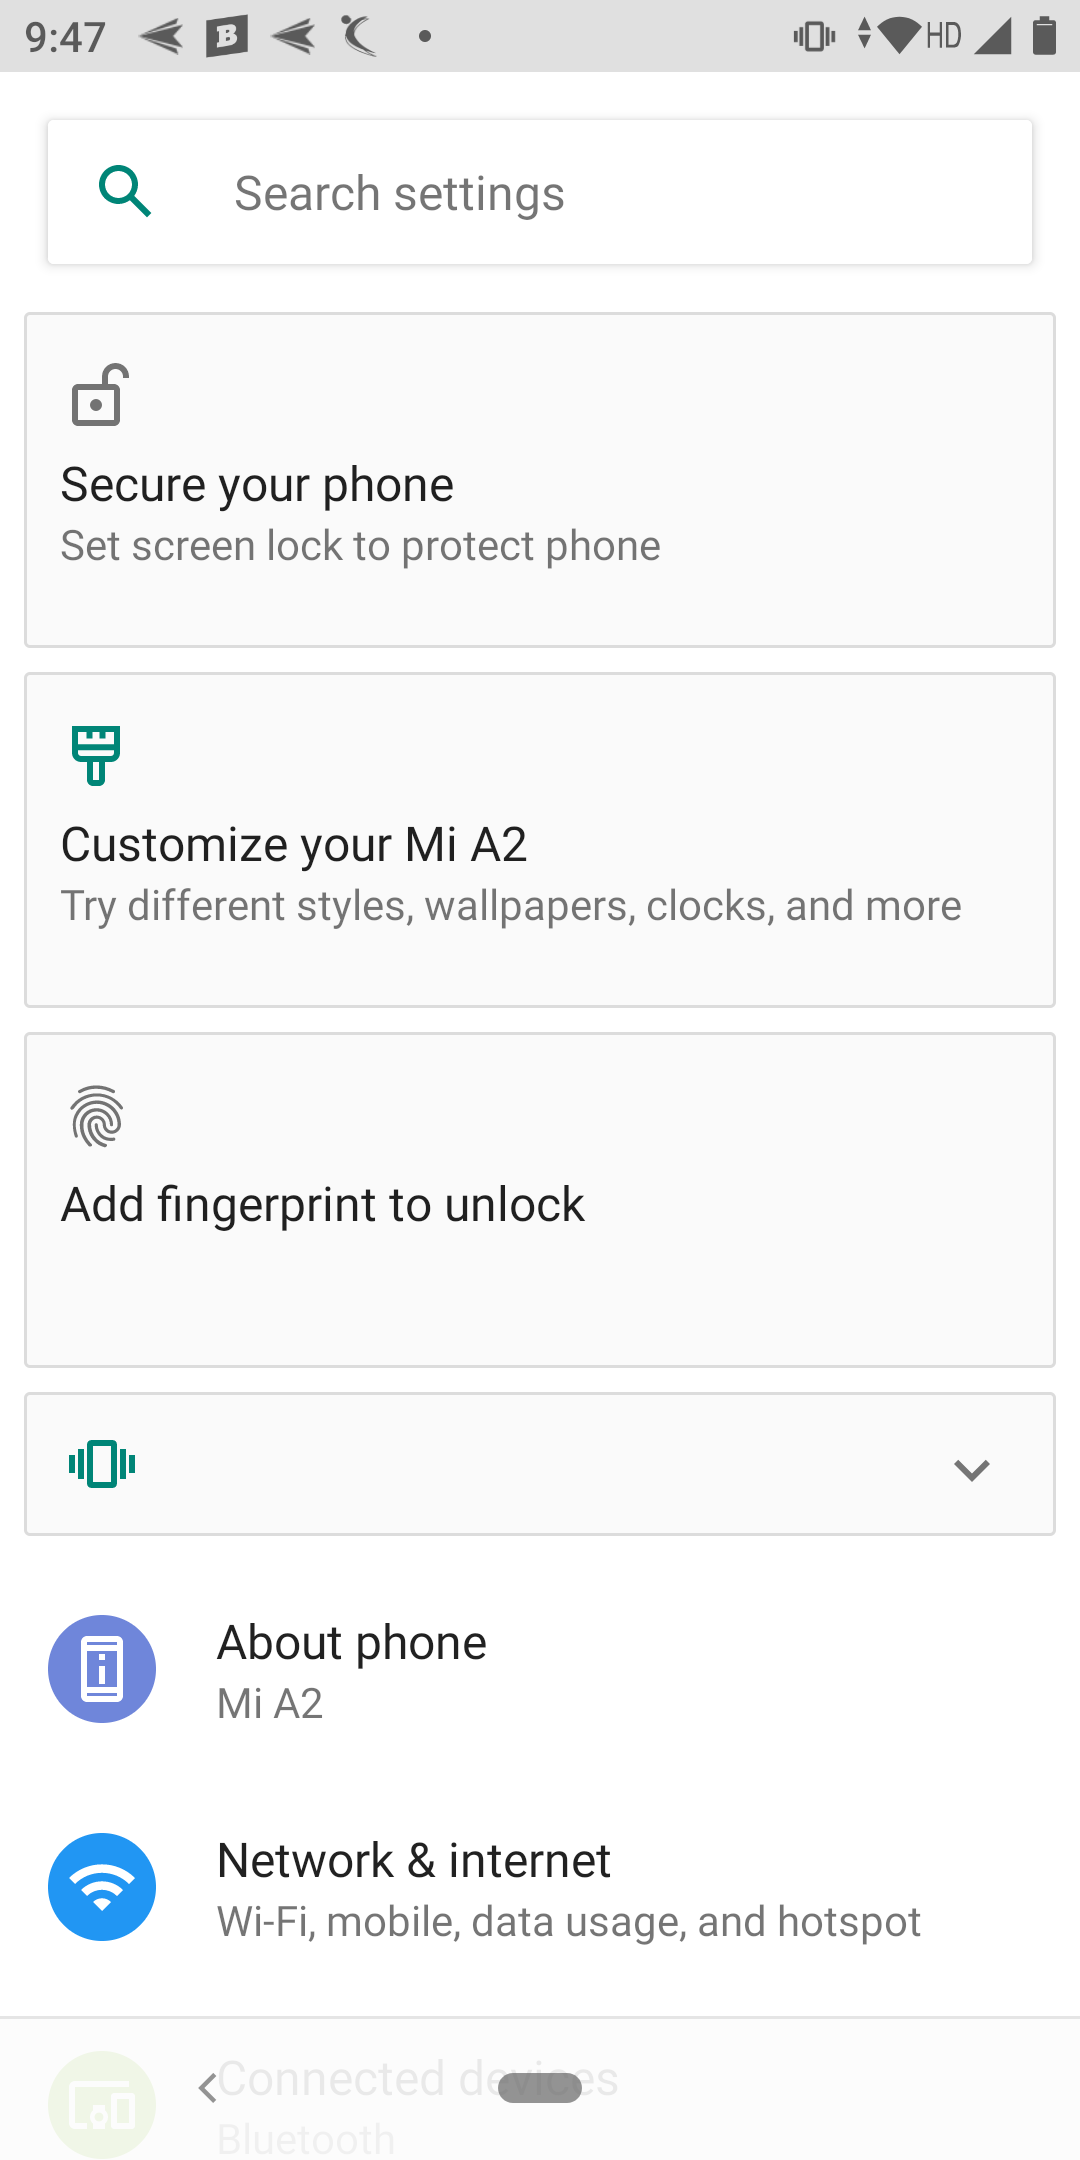 9:47
B
HD
Search settings
Secure your phone
Set screen lock to protect phone
Customize your Mi A2
Try different styles, wallpapers, clocks, and more
Add fingerprint to unlock
About phone
Mi A2
Network & internet
Wi-Fi, mobile, data usage, and hotspot
Connected devices
Bluetooth